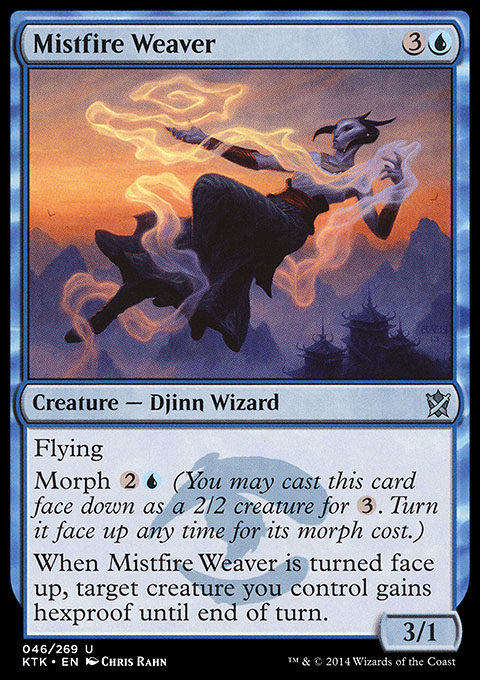 Mistfire Weaver 3
Creature — Djinn Wizard
Flying
Morph 2 (You may cast this card
face down as a 2/2 creature for 3. Turn
it face up any time for its morph cost.)
When Mistfire Weaver is turned face
up, target creature you control gains
hexproof until end of turn.
3/1
046/269 U
KTK • EN Chris Rahn
™ & © 2014 Wizards of the Coast